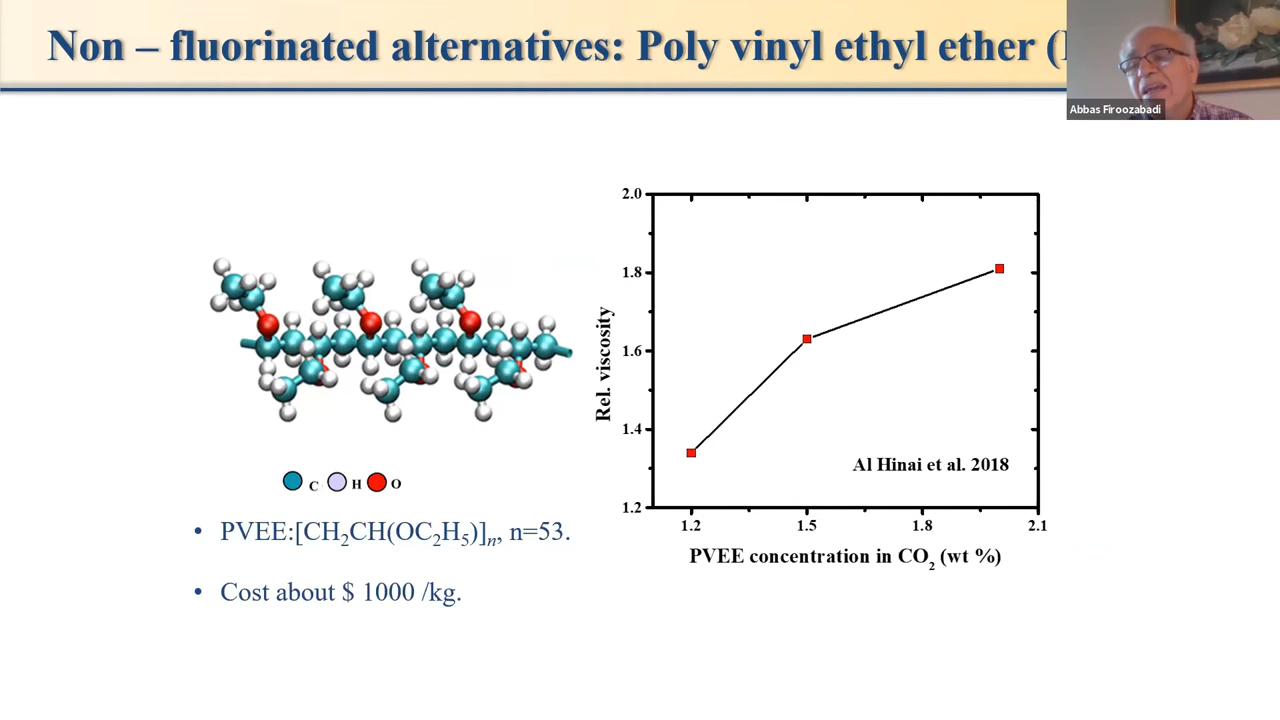 Non – fluorinated alternatives: Poly vinyl ethyl ether (
Abbas Firoozabadi
2.0
1.8
1.6
1.4
1.2
Rel. viscosity
Al Hinai et al. 2018
1.2 1.5 1.8 2.1
PVEE concentration in CO₂ (wt %)
C H O
• PVEE:[CH₂CH(OC₂H₅)]ₙ, n=53.
• Cost about $ 1000 /kg.